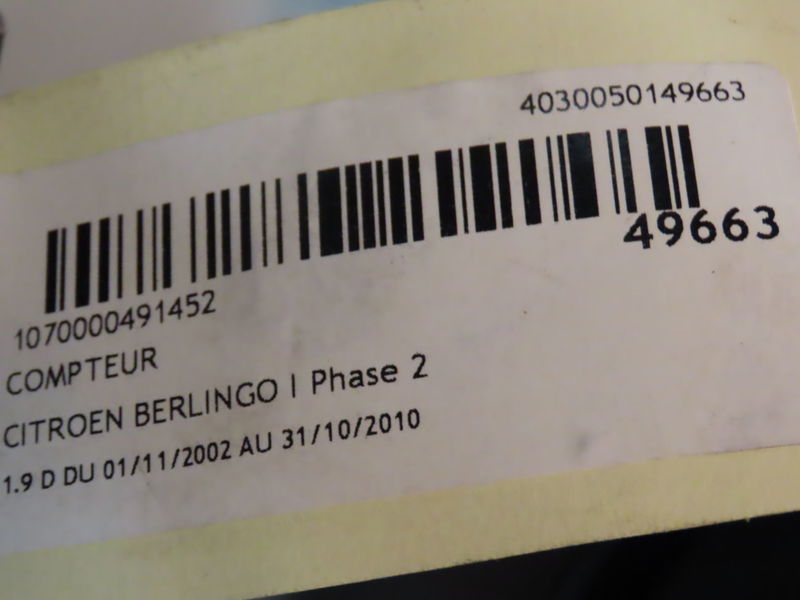 4030050149663
49663
1070000491452
COMPTEUR
CITROEN BERLINGO I Phase 2
1.9 D DU 01/11/2002 AU 31/10/2010